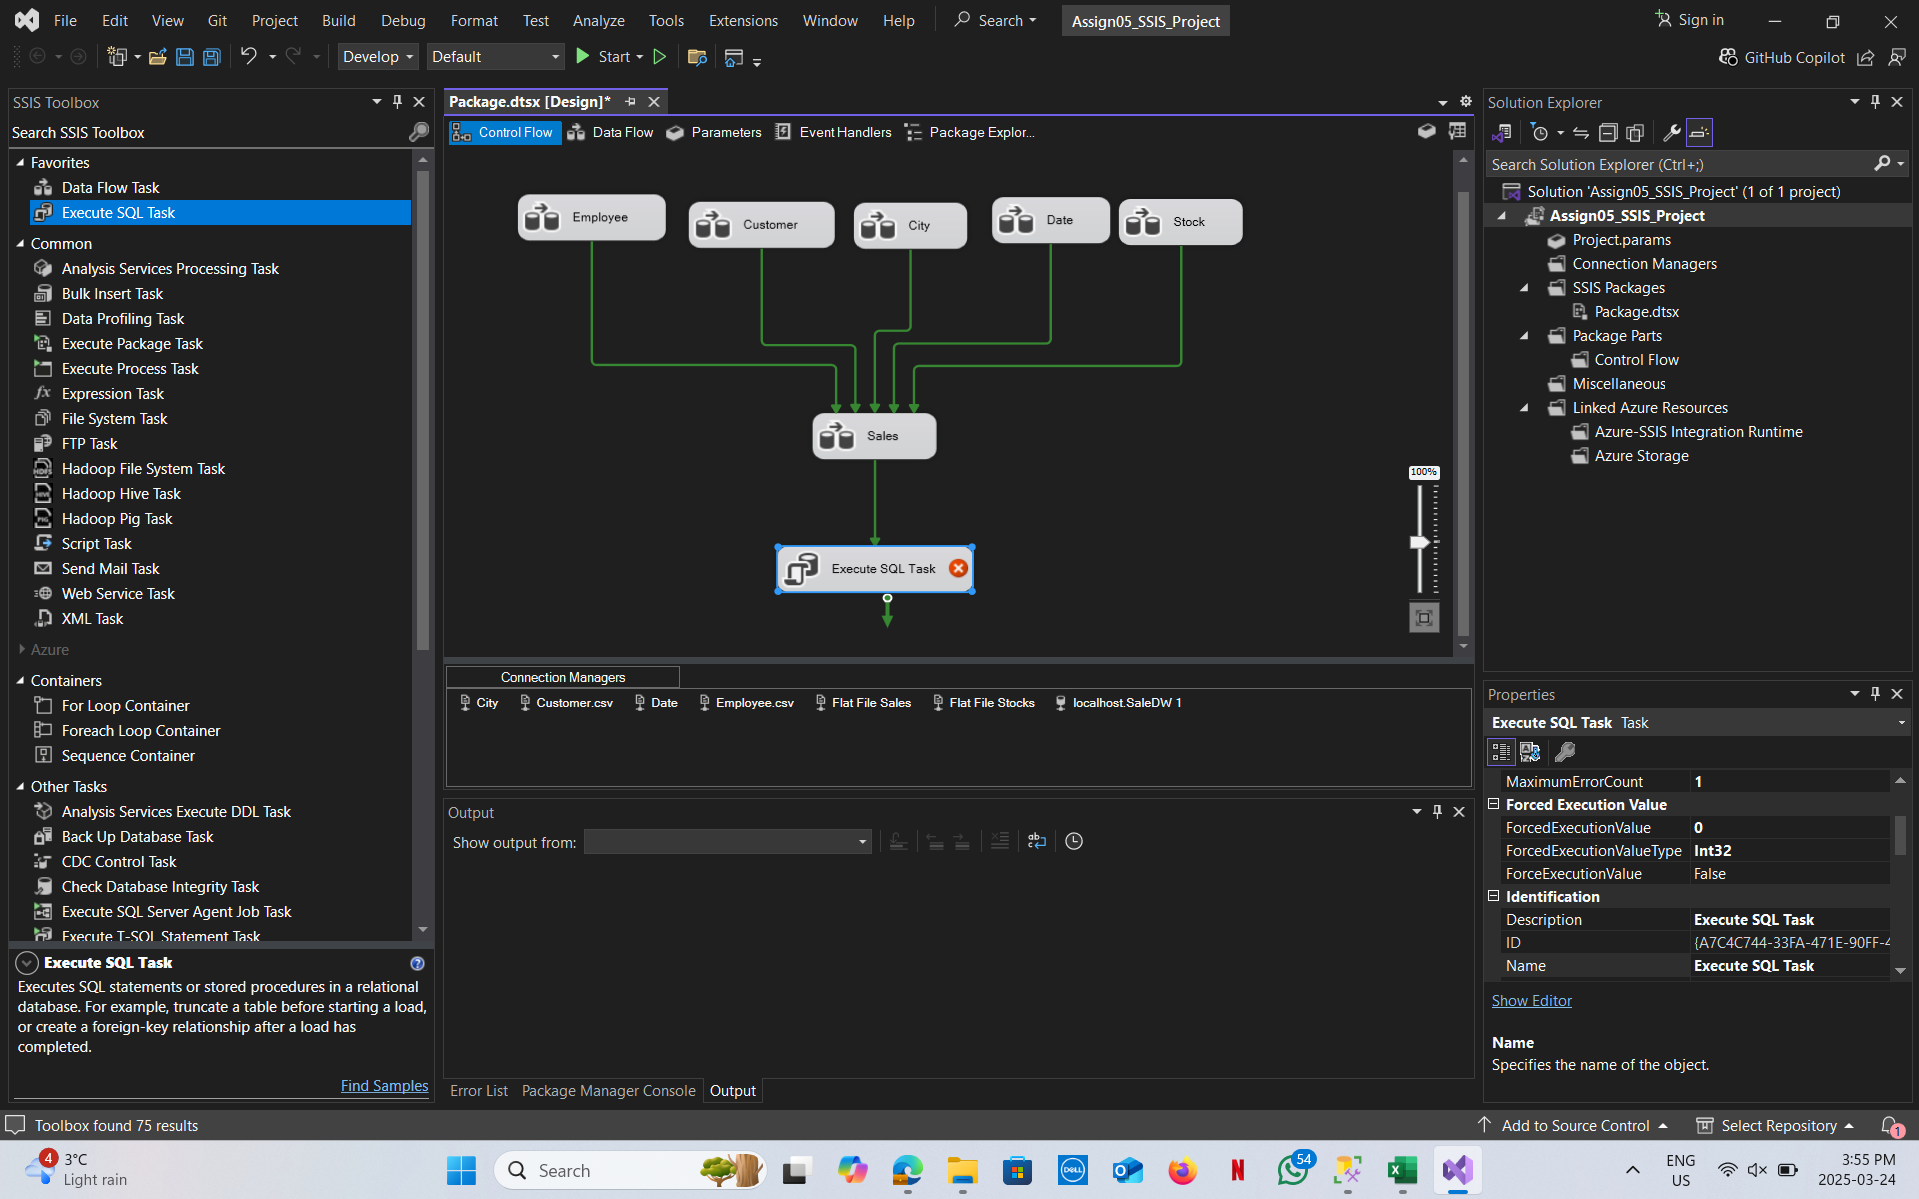 File Edit View Git Project Build Debug Format Test Analyze Tools Extensions Window Help Search Assign05_SSIS_Project Sign in
Develop Default Start GitHub Copilot
SSIS Toolbox
Search SSIS Toolbox
Favorites
Data Flow Task
Execute SQL Task
Common
Analysis Services Processing Task
Bulk Insert Task
Data Profiling Task
Execute Package Task
Execute Process Task
Expression Task
File System Task
FTP Task
Hadoop File System Task
Hadoop Hive Task
Hadoop Pig Task
Script Task
Send Mail Task
Web Service Task
XML Task
Azure
Containers
For Loop Container
Foreach Loop Container
Sequence Container
Other Tasks
Analysis Services Execute DDL Task
Back Up Database Task
CDC Control Task
Check Database Integrity Task
Execute SQL Server Agent Job Task
Execute T-SQL Statement Task
Execute SQL Task
Executes SQL statements or stored procedures in a relational
database. For example, truncate a table before starting a load,
or create a foreign-key relationship after a load has
completed.
Find Samples
Package.dtsx [Design]*
Control Flow Data Flow Parameters Event Handlers Package Explor...
Employee
Customer
City
Date
Stock
Sales
Execute SQL Task
100%
Connection Managers
City Customer.csv Date Employee.csv Flat File Sales Flat File Stocks localhost.SaleDW 1
Output
Show output from:
Error List Package Manager Console Output
Solution Explorer
Search Solution Explorer (Ctrl+;)
Solution 'Assign05_SSIS_Project' (1 of 1 project)
Assign05_SSIS_Project
Project.params
Connection Managers
SSIS Packages
Package.dtsx
Package Parts
Control Flow
Miscellaneous
Linked Azure Resources
Azure-SSIS Integration Runtime
Azure Storage
Properties
Execute SQL Task Task
MaximumErrorCount 1
Forced Execution Value
ForcedExecutionValue 0
ForcedExecutionValueType Int32
ForceExecutionValue False
Identification
Description Execute SQL Task
ID {A7C4C744-33FA-471E-90FF-4
Name Execute SQL Task
Show Editor
Name
Specifies the name of the object.
Toolbox found 75 results
Add to Source Control Select Repository 1
4 3°C
Light rain
Search
DELL
N
54
ENG
US
3:55 PM
2025-03-24